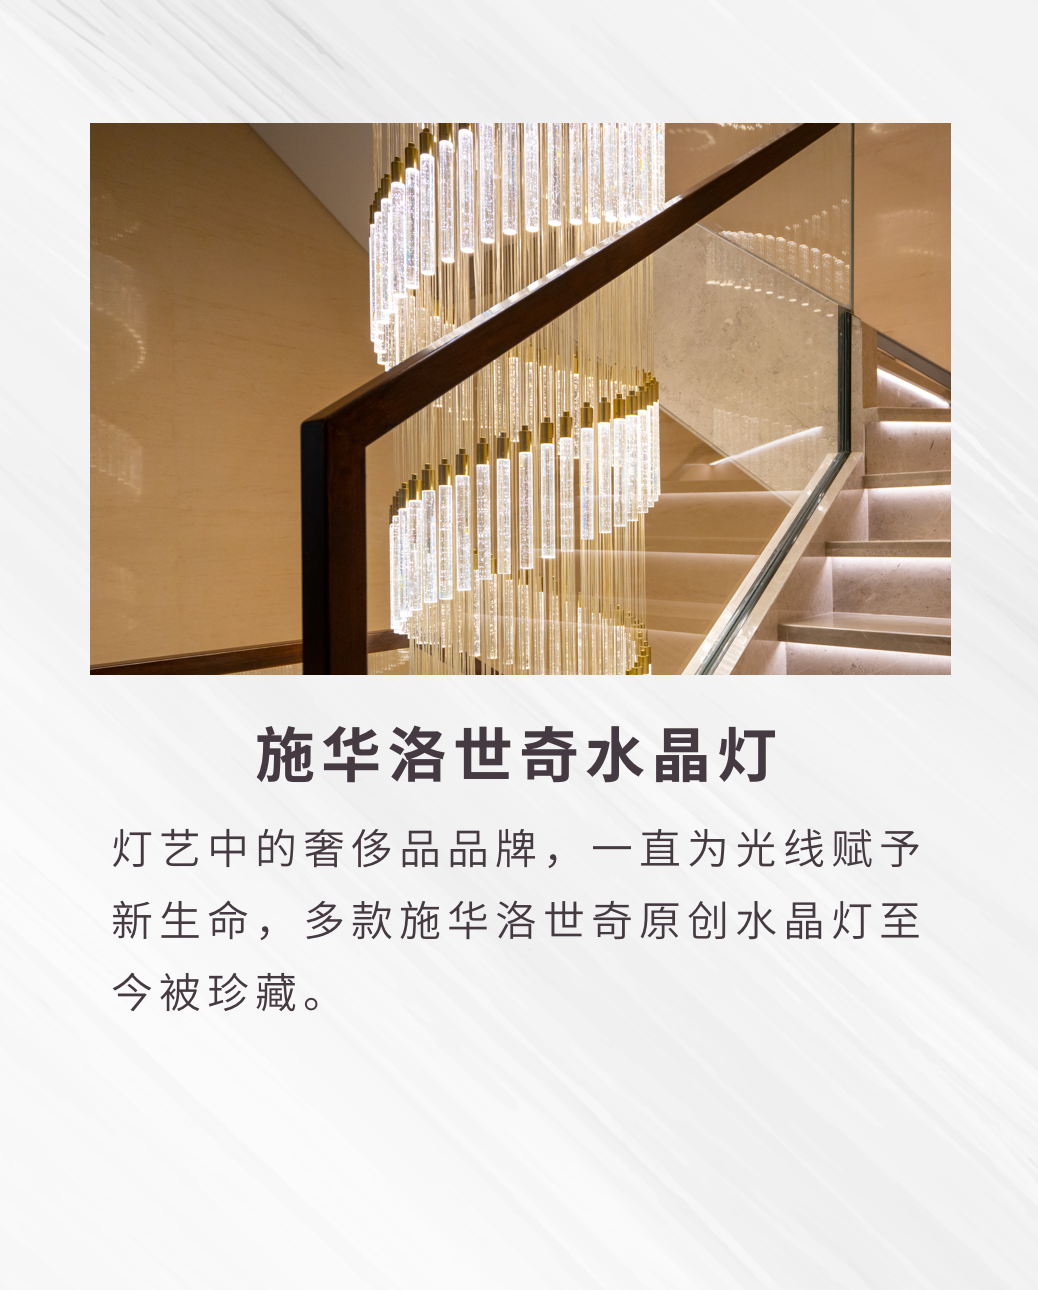 施华洛世奇水晶灯
灯艺中的奢侈品品牌，一直为光线赋予
新生命，多款施华洛世奇原创水晶灯至
今被珍藏。